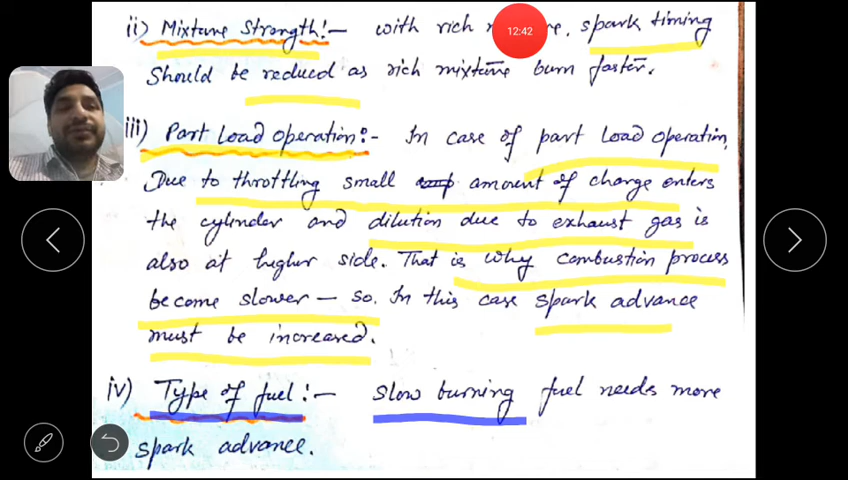 ii) Mixture Strength:- with rich 12:42 spark timing
Should be reduced as rich mixture burn faster.
iii) Part Load operation:- In case of part load operation,
Due to throttling small amount of charge enters
the cylinder and dilution due to exhaust gas is
also at higher side. That is why combustion process
become slower - so. In this case spark advance
must be increased.
iv) Type of fuel:- Slow burning fuel needs more
spark advance.